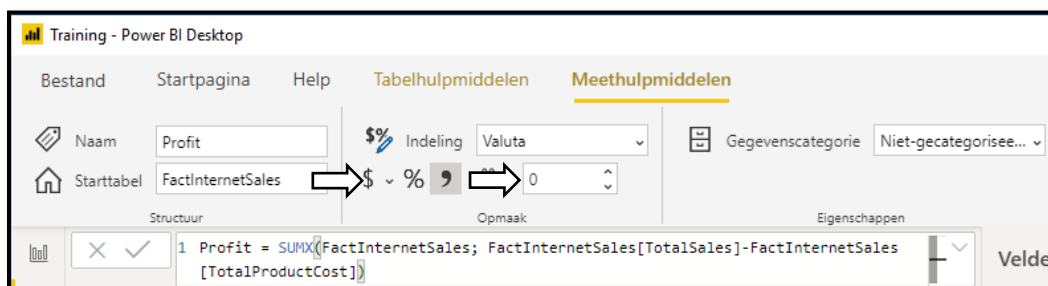 Training - Power BI Desktop
Bestand Startpagina Help Tabelhulpmiddelen Meethulpmiddelen
Naam Profit $% Indeling Valuta Gegevenscategorie Niet-gecategorisee...
Starttabel FactInternetSales $ % , 0
Structuur Opmaak Eigenschappen
1 Profit = SUMX(FactInternetSales; FactInternetSales[TotalSales]-FactInternetSales
[TotalProductCost]) Velde